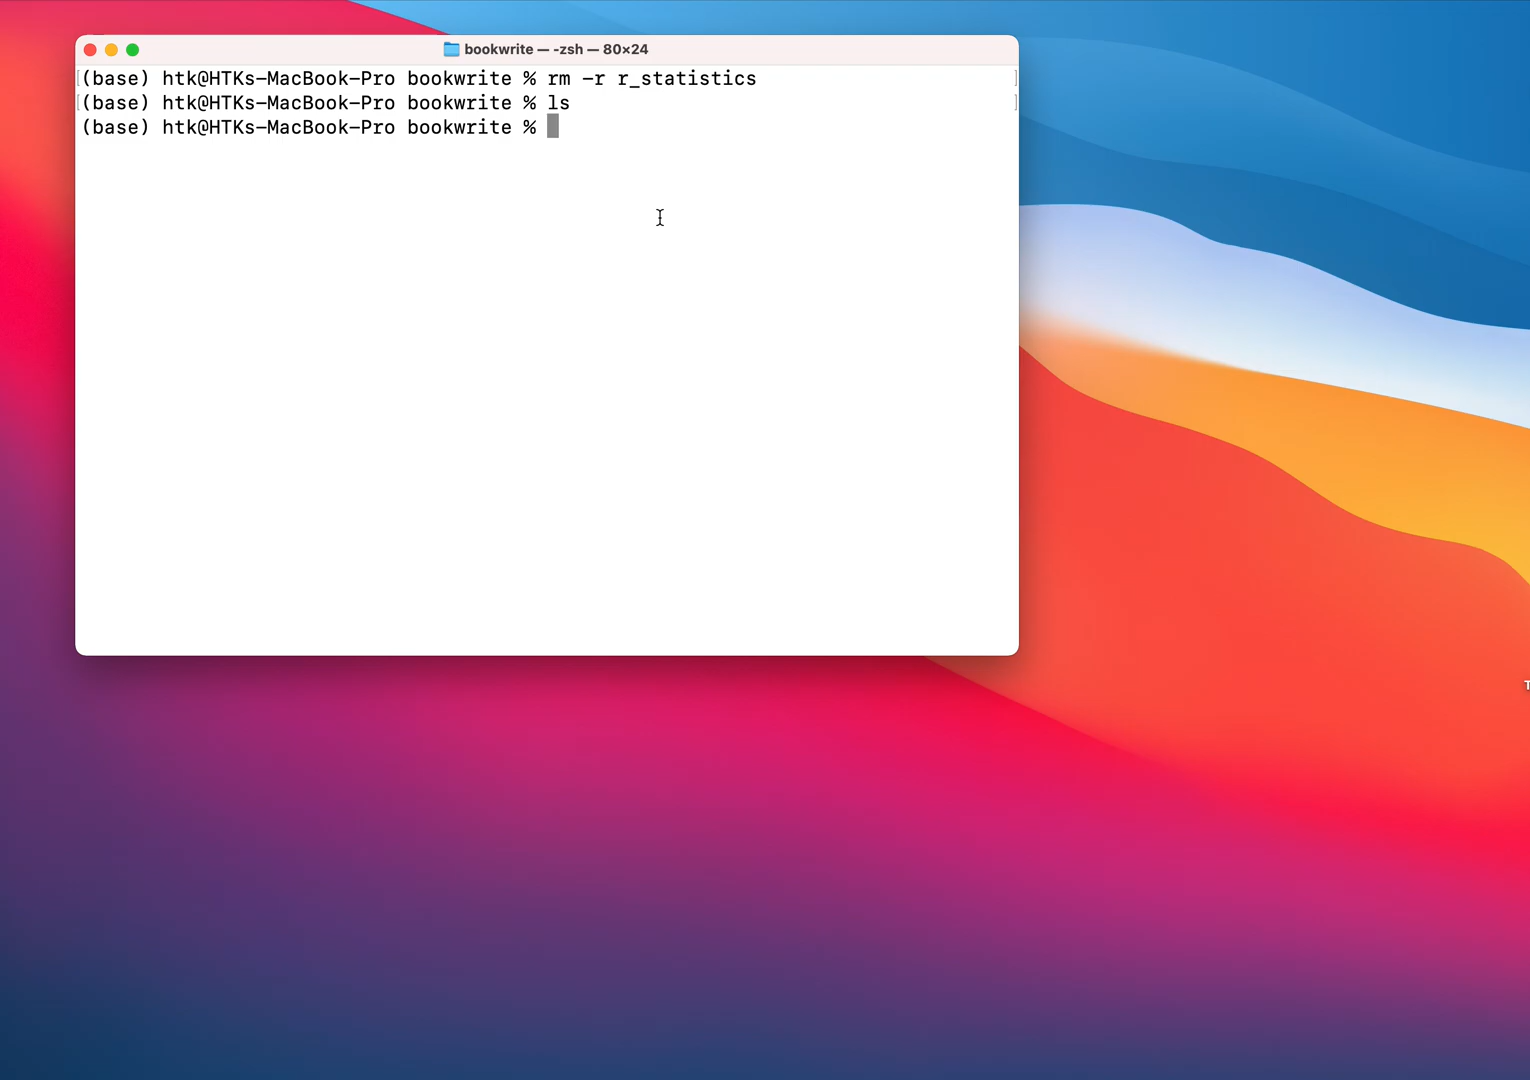 bookwrite — -zsh — 80×24
[(base) htk@HTKs-MacBook-Pro bookwrite % rm -r r_statistics ]
[(base) htk@HTKs-MacBook-Pro bookwrite % ls ]
(base) htk@HTKs-MacBook-Pro bookwrite %
T